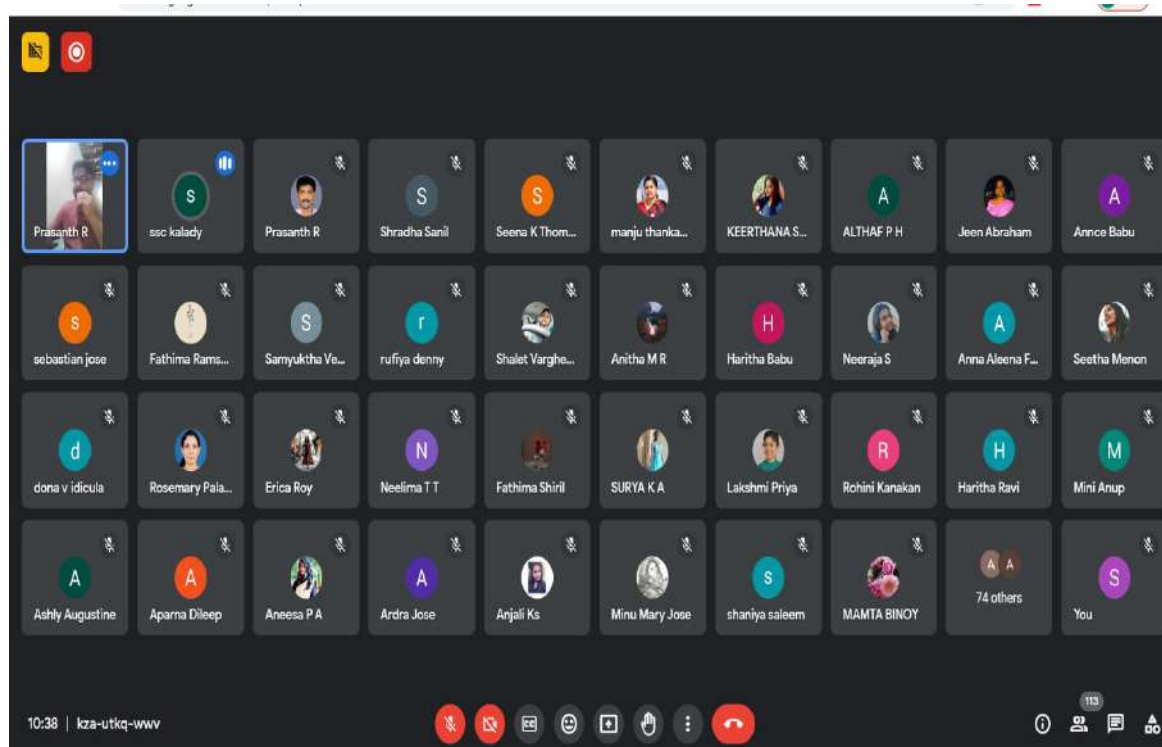 Prasanth R
S
ssc kalady
Prasanth R
S
Shradha Sanil
S
Seena K Thom...
manju thanka...
KEERTHANA S...
A
ALTHAF P H
Jeen Abraham
A
Annce Babu
s
sebastian jose
Fathima Rams...
S
Samyuktha Ve...
r
rufiya denny
Shalet Varghe...
Anitha M R
H
Haritha Babu
Neeraja S
A
Anna Aleena F...
Seetha Menon
d
dona v idicula
Rosemary Pala...
Erica Roy
N
Neelima T T
Fathima Shiril
SURYA K A
Lakshmi Priya
R
Rohini Kanakan
H
Haritha Ravi
M
Mini Anup
A
Ashly Augustine
A
Aparna Dileep
Aneesa P A
A
Ardra Jose
Anjali Ks
Minu Mary Jose
s
shaniya saleem
MAMTA BINOY
A A
74 others
S
You
10:38 | kza-utkq-wwv
CC
113